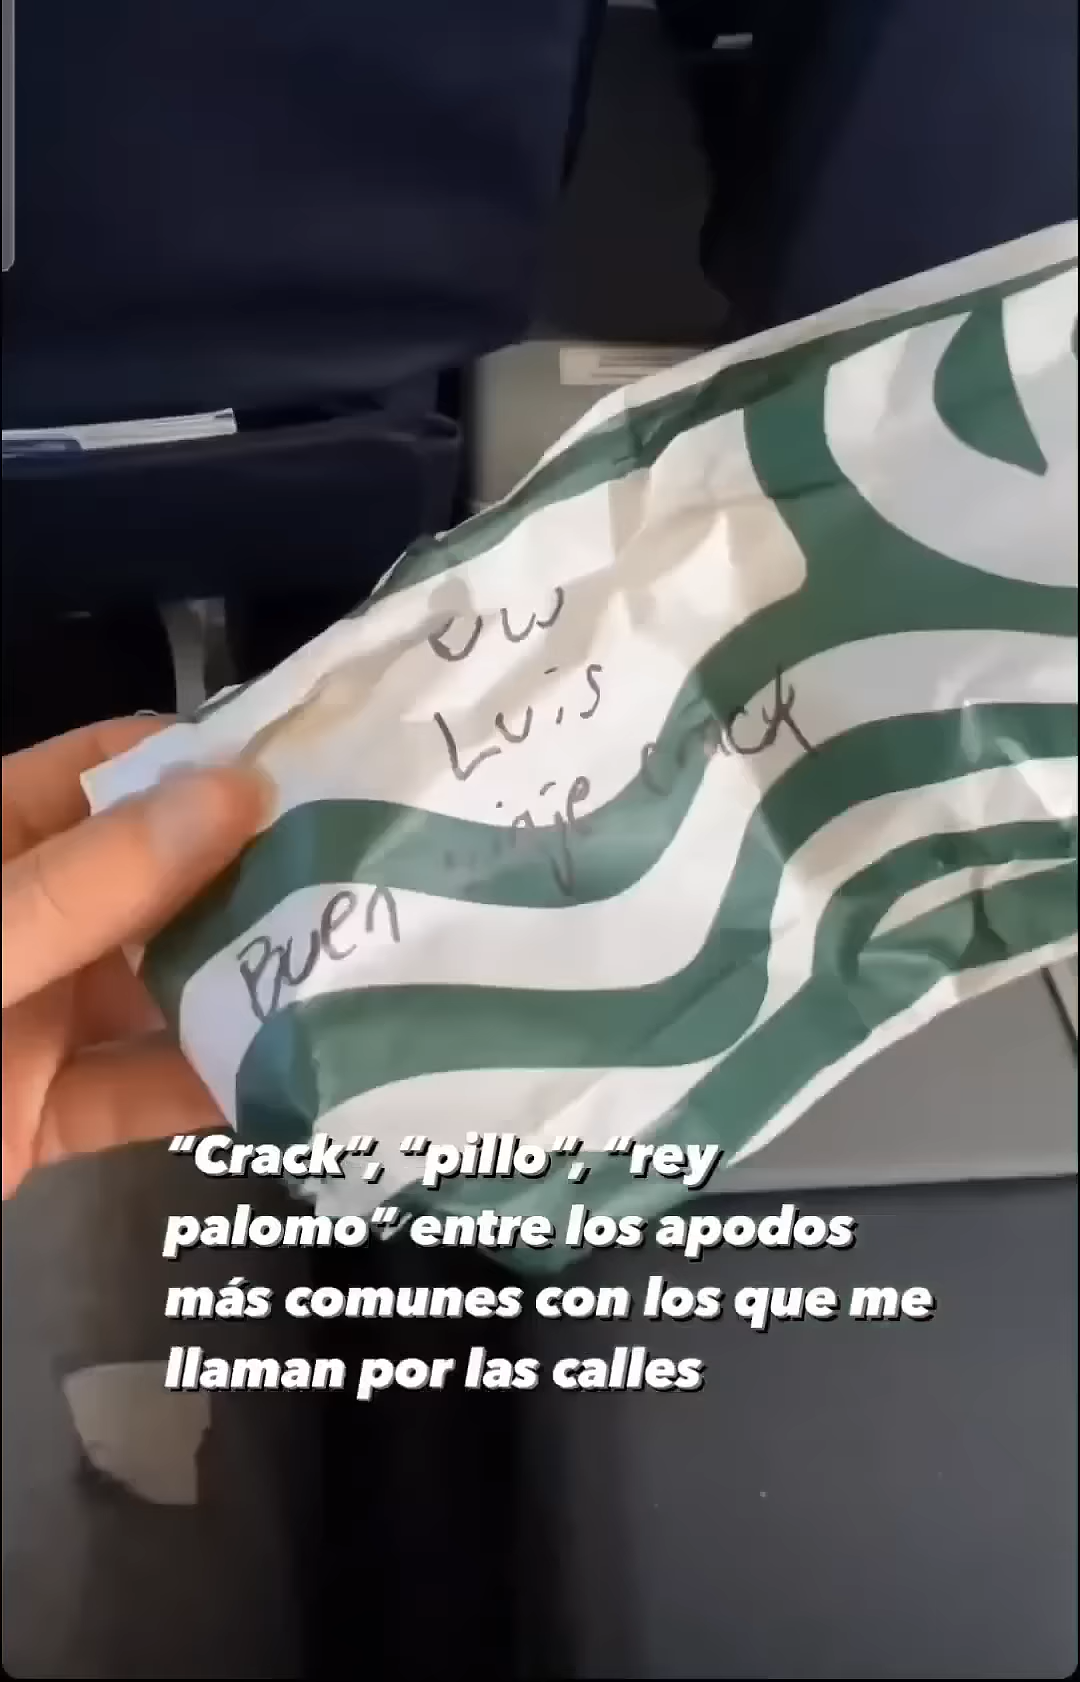 ow
Luis
Buen viaje crack
“Crack“, “pillo“, “rey
palomo“ entre los apodos
más comunes con los que me
llaman por las calles